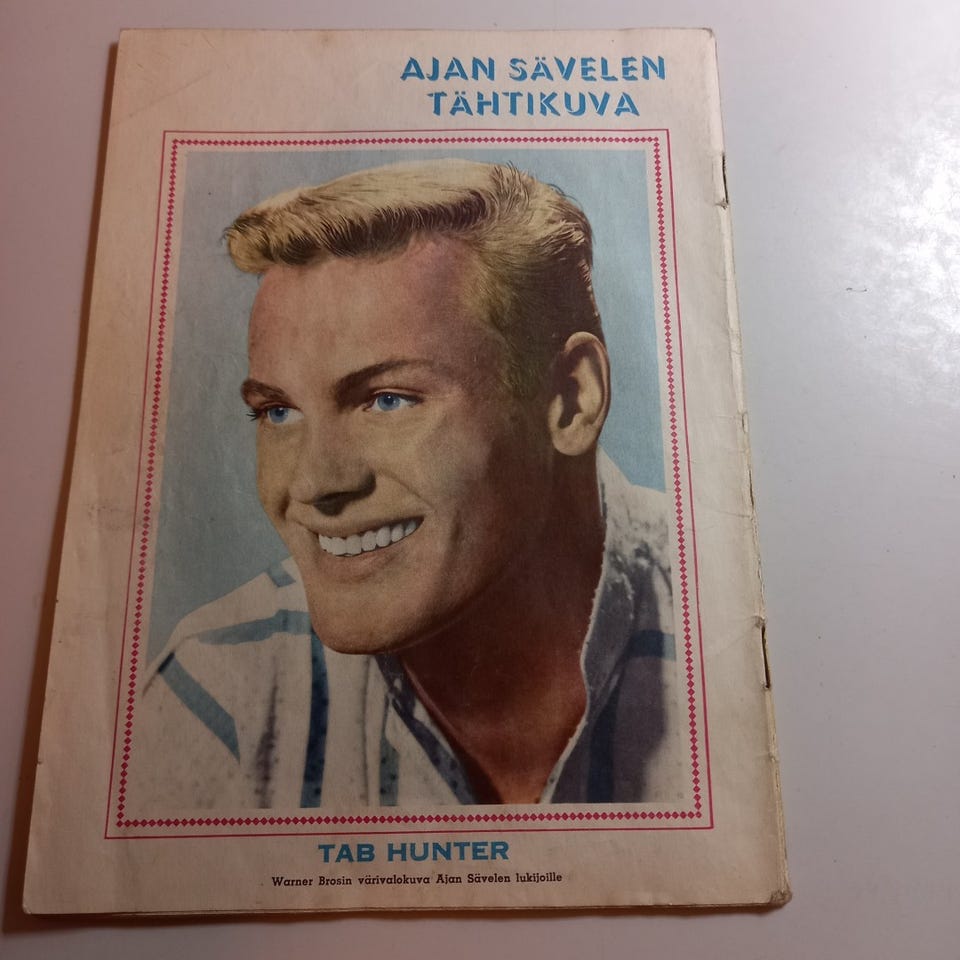 AJAN SÄVELEN
TÄHTIKUVA
TAB HUNTER
Warner Brosin värivalokuva Ajan Sävelen lukijoille